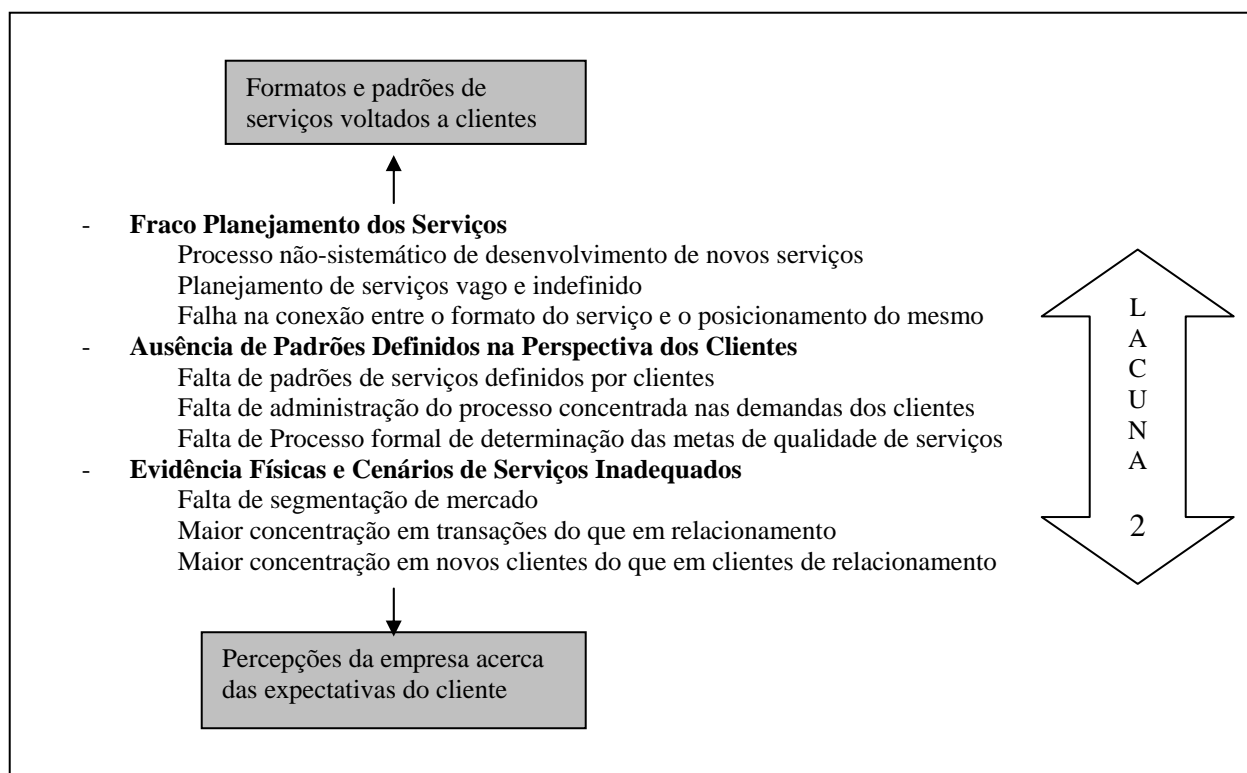 Formatos e padrões de
serviços voltados a clientes
- Fraco Planejamento dos Serviços
Processo não-sistemático de desenvolvimento de novos serviços
Planejamento de serviços vago e indefinido
Falha na conexão entre o formato do serviço e o posicionamento do mesmo
- Ausência de Padrões Definidos na Perspectiva dos Clientes
Falta de padrões de serviços definidos por clientes
Falta de administração do processo concentrada nas demandas dos clientes
Falta de Processo formal de determinação das metas de qualidade de serviços
- Evidência Físicas e Cenários de Serviços Inadequados
Falta de segmentação de mercado
Maior concentração em transações do que em relacionamento
Maior concentração em novos clientes do que em clientes de relacionamento
Percepções da empresa acerca
das expectativas do cliente
L
A
C
U
N
A
2